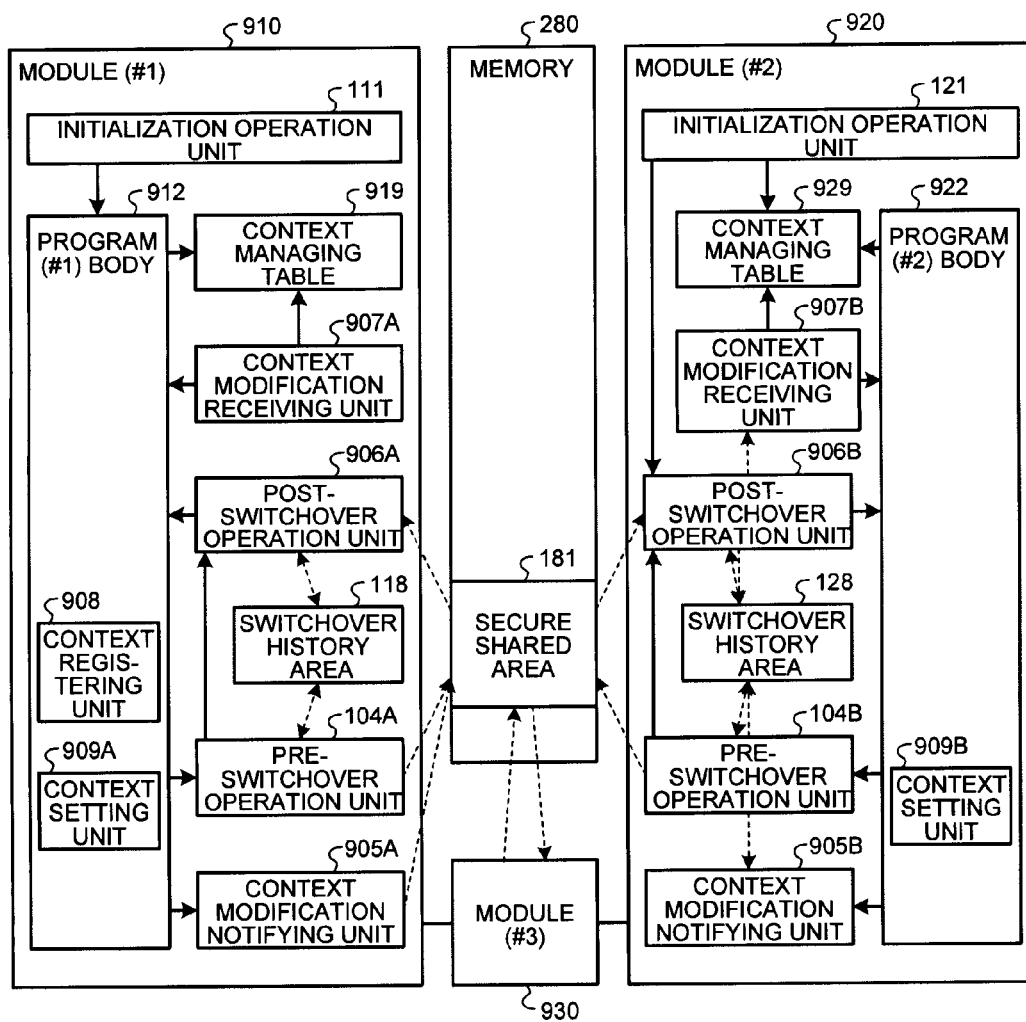 910
MODULE (#1)
111
INITIALIZATION OPERATION
UNIT
912
PROGRAM
(#1) BODY
919
CONTEXT
MANAGING
TABLE
907A
CONTEXT
MODIFICATION
RECEIVING UNIT
906A
POST-
SWITCHOVER
OPERATION UNIT
118
SWITCHOVER
HISTORY
AREA
908
CONTEXT
REGIS-
TERING
UNIT
104A
PRE-
SWITCHOVER
OPERATION UNIT
909A
CONTEXT
SETTING
UNIT
905A
CONTEXT
MODIFICATION
NOTIFYING UNIT
280
MEMORY
181
SECURE
SHARED
AREA
MODULE
(#3)
930
920
MODULE (#2)
121
INITIALIZATION OPERATION
UNIT
929
CONTEXT
MANAGING
TABLE
922
PROGRAM
(#2) BODY
907B
CONTEXT
MODIFICATION
RECEIVING
UNIT
906B
POST-
SWITCHOVER
OPERATION UNIT
128
SWITCHOVER
HISTORY
AREA
104B
PRE-
SWITCHOVER
OPERATION UNIT
909B
CONTEXT
SETTING
UNIT
905B
CONTEXT
MODIFICATION
NOTIFYING UNIT